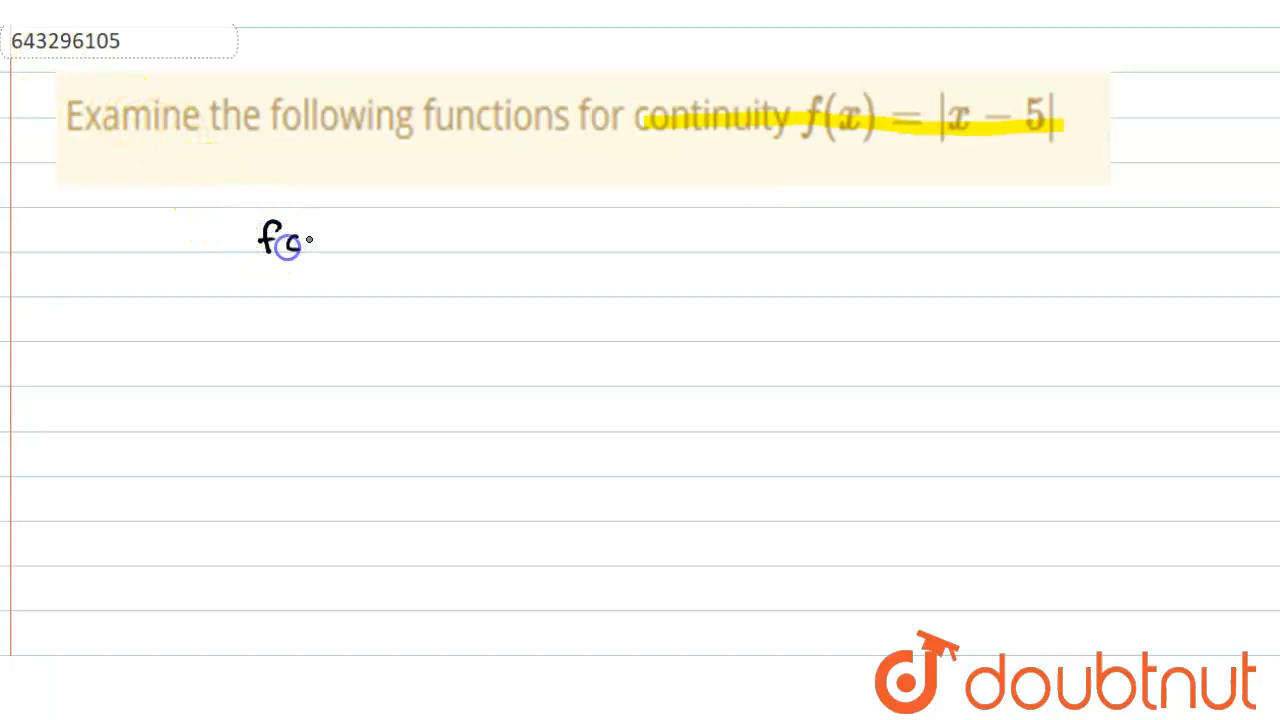 643296105
Examine the following functions for continuity f(x) = |x − 5|
doubtnut